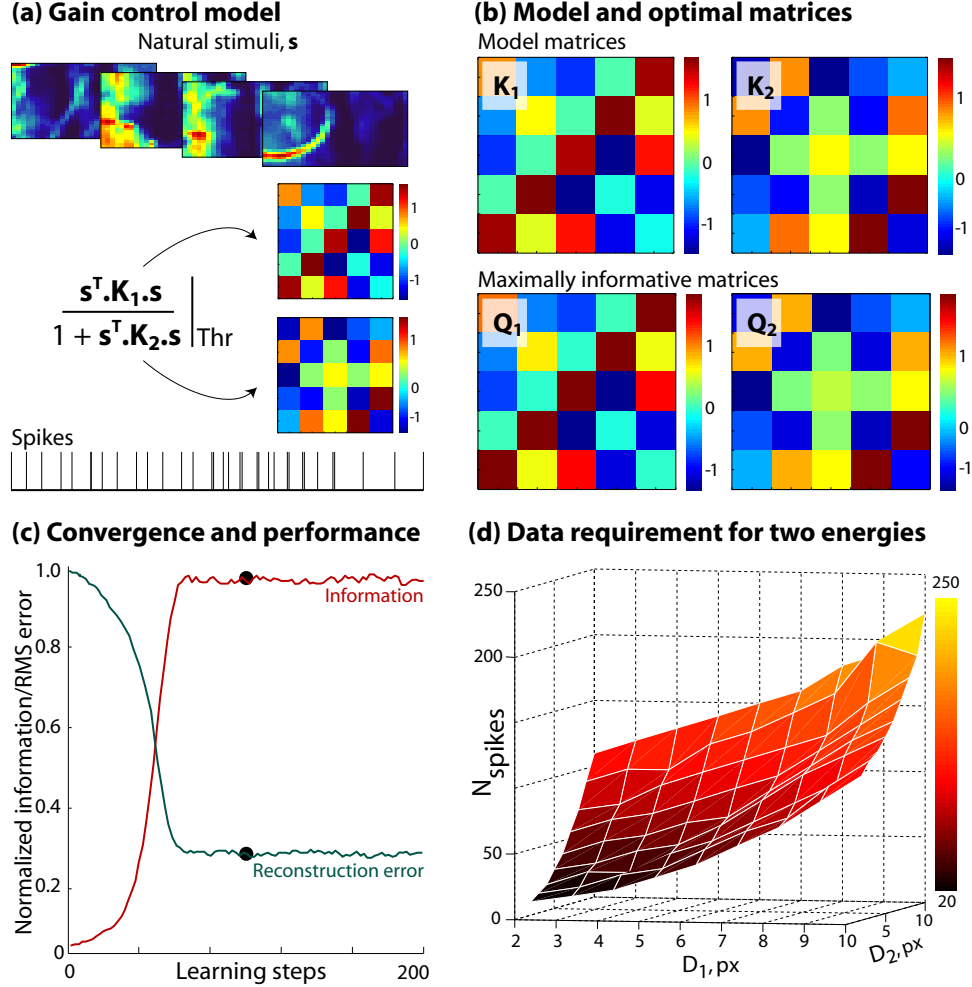 (a) Gain control model
Natural stimuli, s
1
0
-1
s^T.K₁.s
1 + s^T.K₂.s
Thr
1
0
-1
Spikes
(b) Model and optimal matrices
Model matrices
K₁
1
0
-1
K₂
1
0
-1
Maximally informative matrices
Q₁
1
0
-1
Q₂
1
0
-1
(c) Convergence and performance
Normalized information/RMS error
1.0
0.8
0.6
0.4
0.2
0
Information
Reconstruction error
0 200
Learning steps
(d) Data requirement for two energies
N spikes
250
200
50
0
2 3 4 5 6 7 8 9 10
D₁, px
5
10
D₂, px
250
20